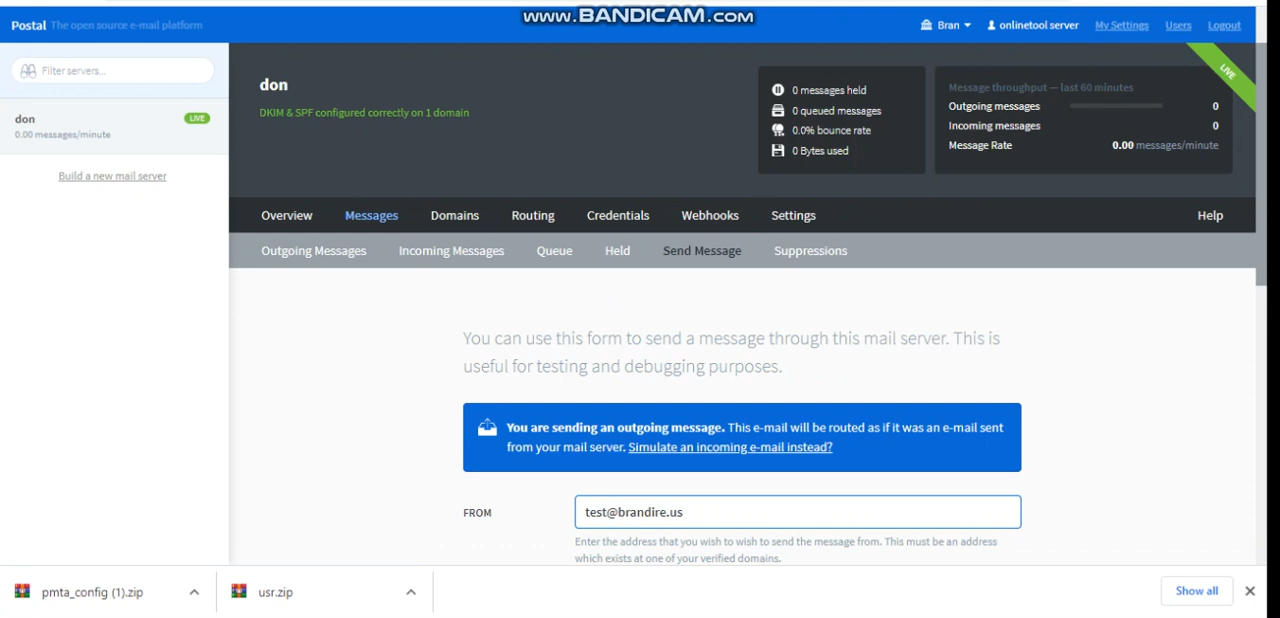 www.BANDICAM.com
Postal The open source e-mail platform
Bran
onlinetool server
My Settings
Users
Logout
Filter servers...
don
LIVE
0.00 messages/minute
Build a new mail server
don
DKIM & SPF configured correctly on 1 domain
0 messages held
0 queued messages
0.0% bounce rate
0 Bytes used
Message throughput — last 60 minutes
Outgoing messages 0
Incoming messages 0
Message Rate 0.00 messages/minute
LIVE
Overview Messages Domains Routing Credentials Webhooks Settings Help
Outgoing Messages Incoming Messages Queue Held Send Message Suppressions
You can use this form to send a message through this mail server. This is
useful for testing and debugging purposes.
You are sending an outgoing message. This e-mail will be routed as if it was an e-mail sent
from your mail server. Simulate an incoming e-mail instead?
FROM
test@brandire.us
Enter the address that you wish to wish to send the message from. This must be an address
which exists at one of your verified domains.
pmta_config (1).zip
usr.zip
Show all